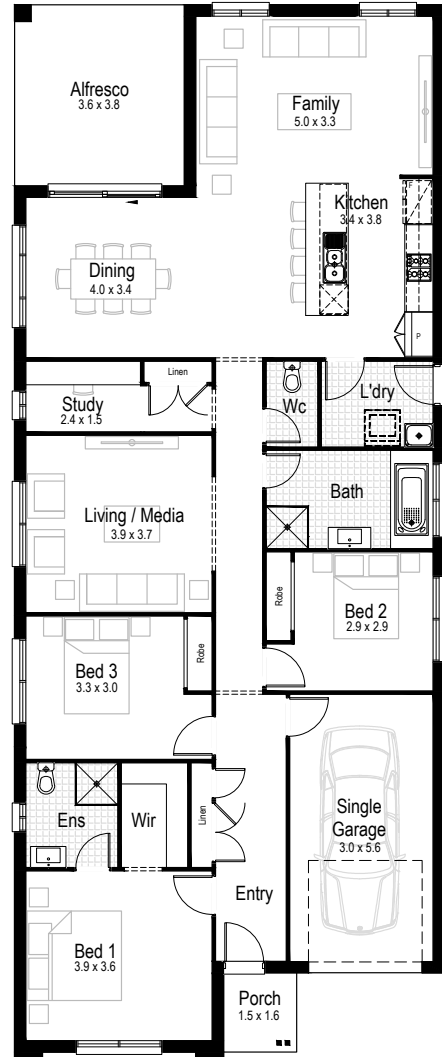 Alfresco
3.6 x 3.8
Family
5.0 x 3.3
Kitchen
3.4 x 3.8
F
Dining
4.0 x 3.4
P
Linen
Study
2.4 x 1.5
Wc
L'dry
Living / Media
3.9 x 3.7
Bath
Robe
Bed 2
2.9 x 2.9
Bed 3
3.3 x 3.0
Robe
Ens
Wir
Linen
Single
Garage
3.0 x 5.6
Entry
Bed 1
3.9 x 3.6
Porch
1.5 x 1.6